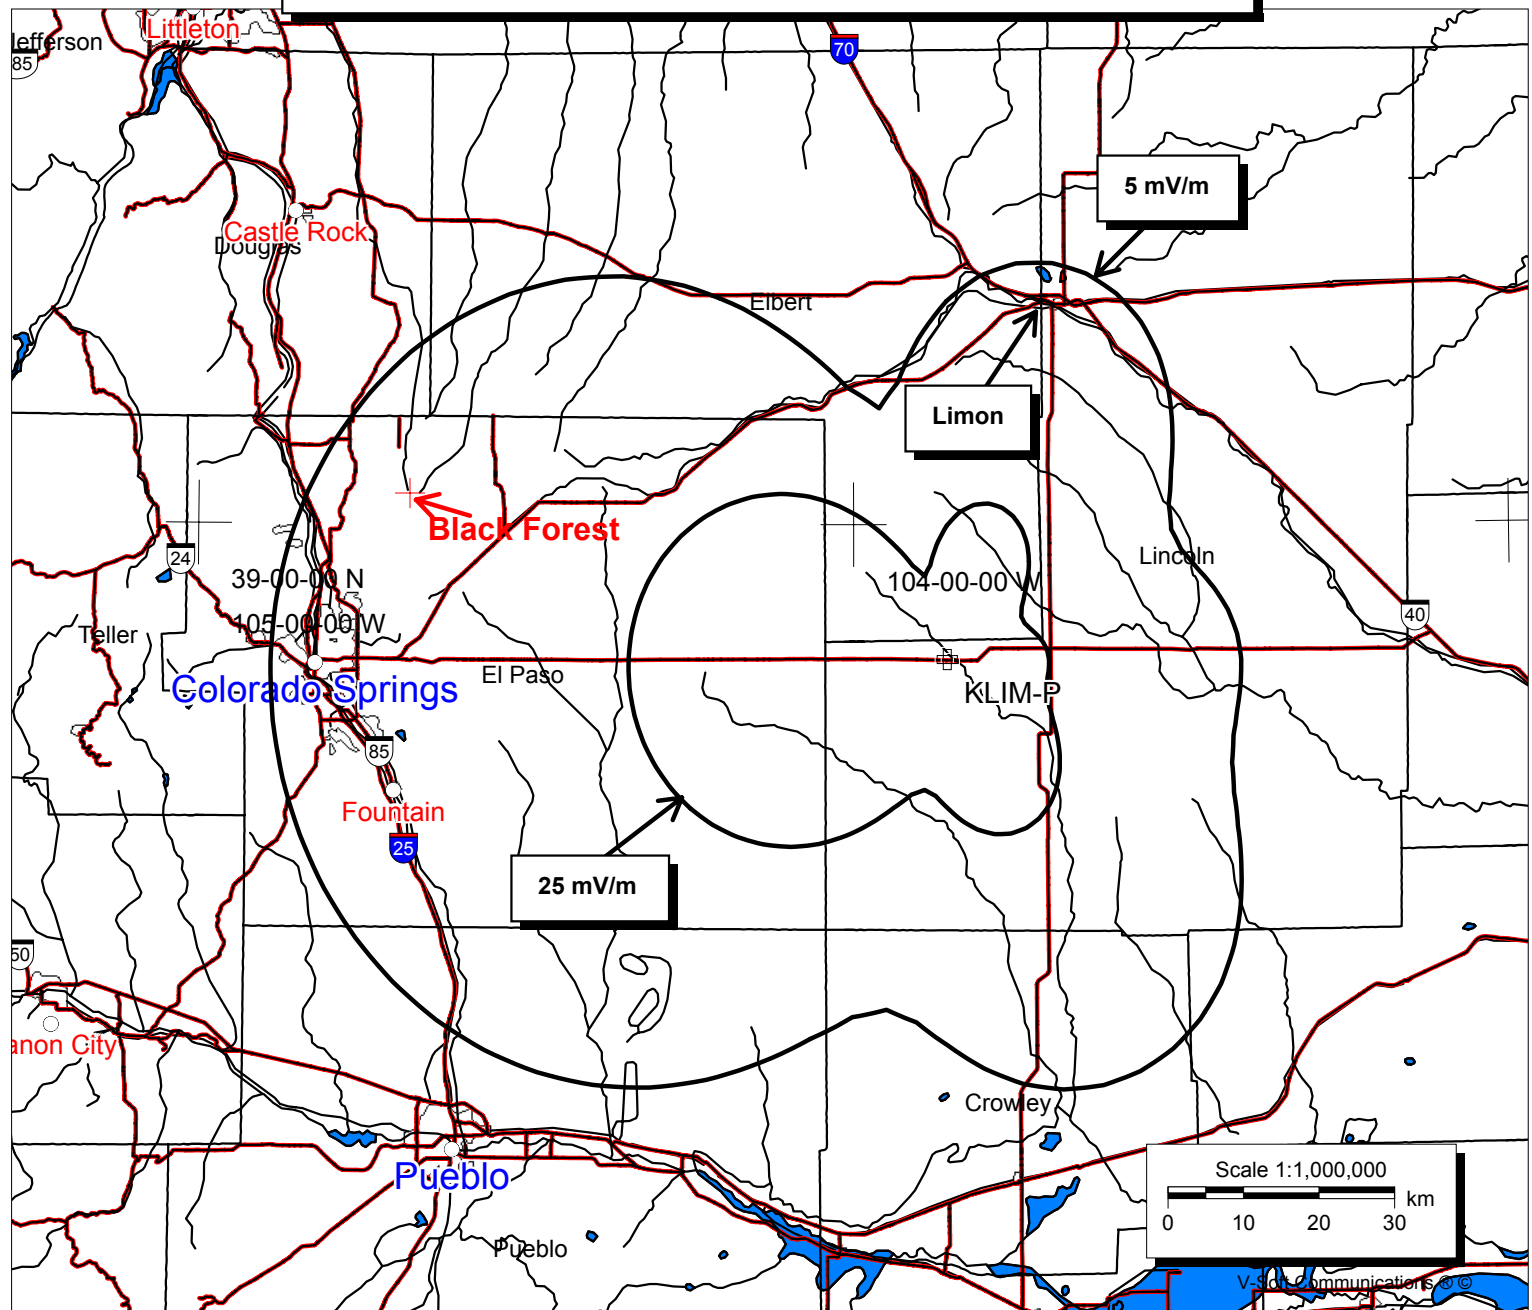 Littleton
Jefferson
85
70
5 mV/m
Castle Rock
Douglas
Elbert
Limon
Black Forest
24
39-00-00 N
105-00-00 W
104-00-00 W
Lincoln
Teller
40
El Paso
Colorado Springs
KLIM-P
85
Fountain
25
25 mV/m
50
anon City
Crowley
Pueblo
Pueblo
Scale 1:1,000,000
km
0 10 20 30
V-Soft Communications ® ©